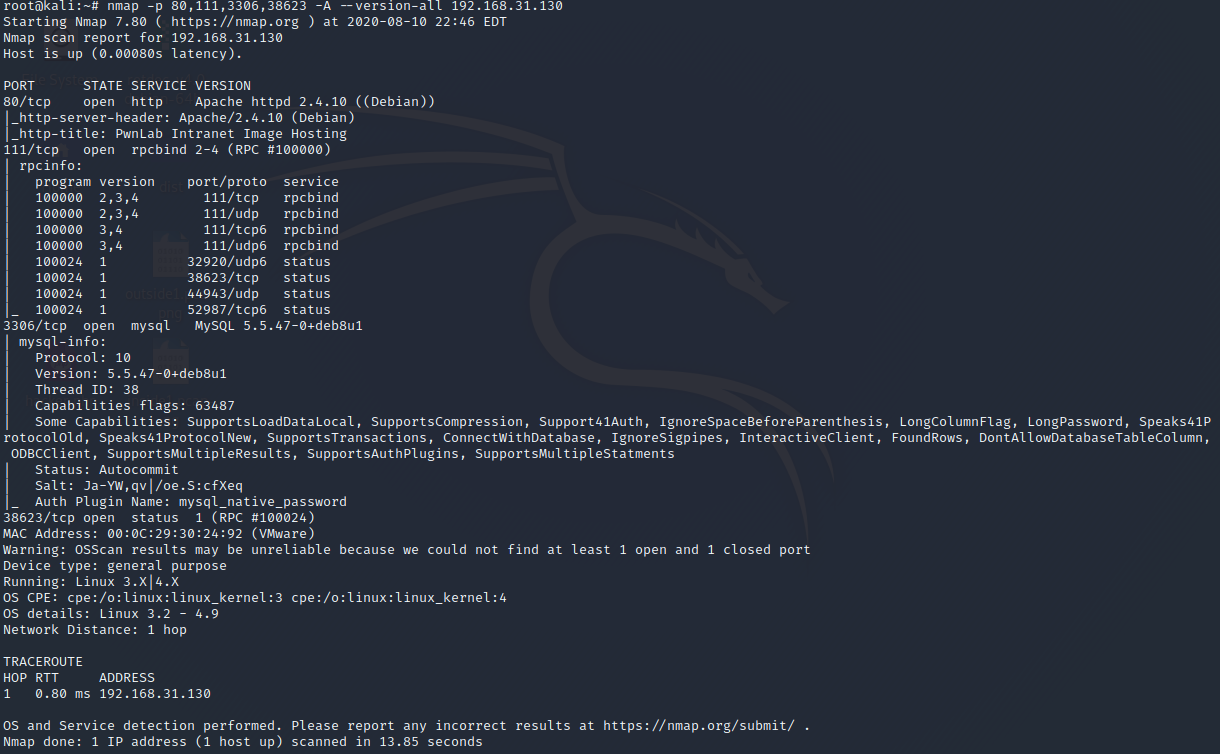 root@kali:~# nmap -p 80,111,3306,38623 -A --version-all 192.168.31.130
Starting Nmap 7.80 ( https://nmap.org ) at 2020-08-10 22:46 EDT
Nmap scan report for 192.168.31.130
Host is up (0.00080s latency).

PORT      STATE SERVICE VERSION
80/tcp    open  http    Apache httpd 2.4.10 ((Debian))
|_http-server-header: Apache/2.4.10 (Debian)
|_http-title: PwnLab Intranet Image Hosting
111/tcp   open  rpcbind 2-4 (RPC #100000)
| rpcinfo:
|   program version    port/proto  service
|   100000  2,3,4        111/tcp   rpcbind
|   100000  2,3,4        111/udp   rpcbind
|   100000  3,4          111/tcp6  rpcbind
|   100000  3,4          111/udp6  rpcbind
|   100024  1          32920/udp6  status
|   100024  1          38623/tcp   status
|   100024  1          44943/udp   status
|_  100024  1          52987/tcp6  status
3306/tcp  open  mysql   MySQL 5.5.47-0+deb8u1
| mysql-info:
|   Protocol: 10
|   Version: 5.5.47-0+deb8u1
|   Thread ID: 38
|   Capabilities flags: 63487
|   Some Capabilities: SupportsLoadDataLocal, SupportsCompression, Support41Auth, IgnoreSpaceBeforeParenthesis, LongColumnFlag, LongPassword, Speaks41P
rotocolOld, Speaks41ProtocolNew, SupportsTransactions, ConnectWithDatabase, IgnoreSigpipes, InteractiveClient, FoundRows, DontAllowDatabaseTableColumn,
 ODBCClient, SupportsMultipleResults, SupportsAuthPlugins, SupportsMultipleStatments
|   Status: Autocommit
|   Salt: Ja-YW,qv|/oe.S:cfXeq
|_  Auth Plugin Name: mysql_native_password
38623/tcp open  status  1 (RPC #100024)
MAC Address: 00:0C:29:30:24:92 (VMware)
Warning: OSScan results may be unreliable because we could not find at least 1 open and 1 closed port
Device type: general purpose
Running: Linux 3.X|4.X
OS CPE: cpe:/o:linux:linux_kernel:3 cpe:/o:linux:linux_kernel:4
OS details: Linux 3.2 - 4.9
Network Distance: 1 hop

TRACEROUTE
HOP RTT     ADDRESS
1   0.80 ms 192.168.31.130

OS and Service detection performed. Please report any incorrect results at https://nmap.org/submit/ .
Nmap done: 1 IP address (1 host up) scanned in 13.85 seconds